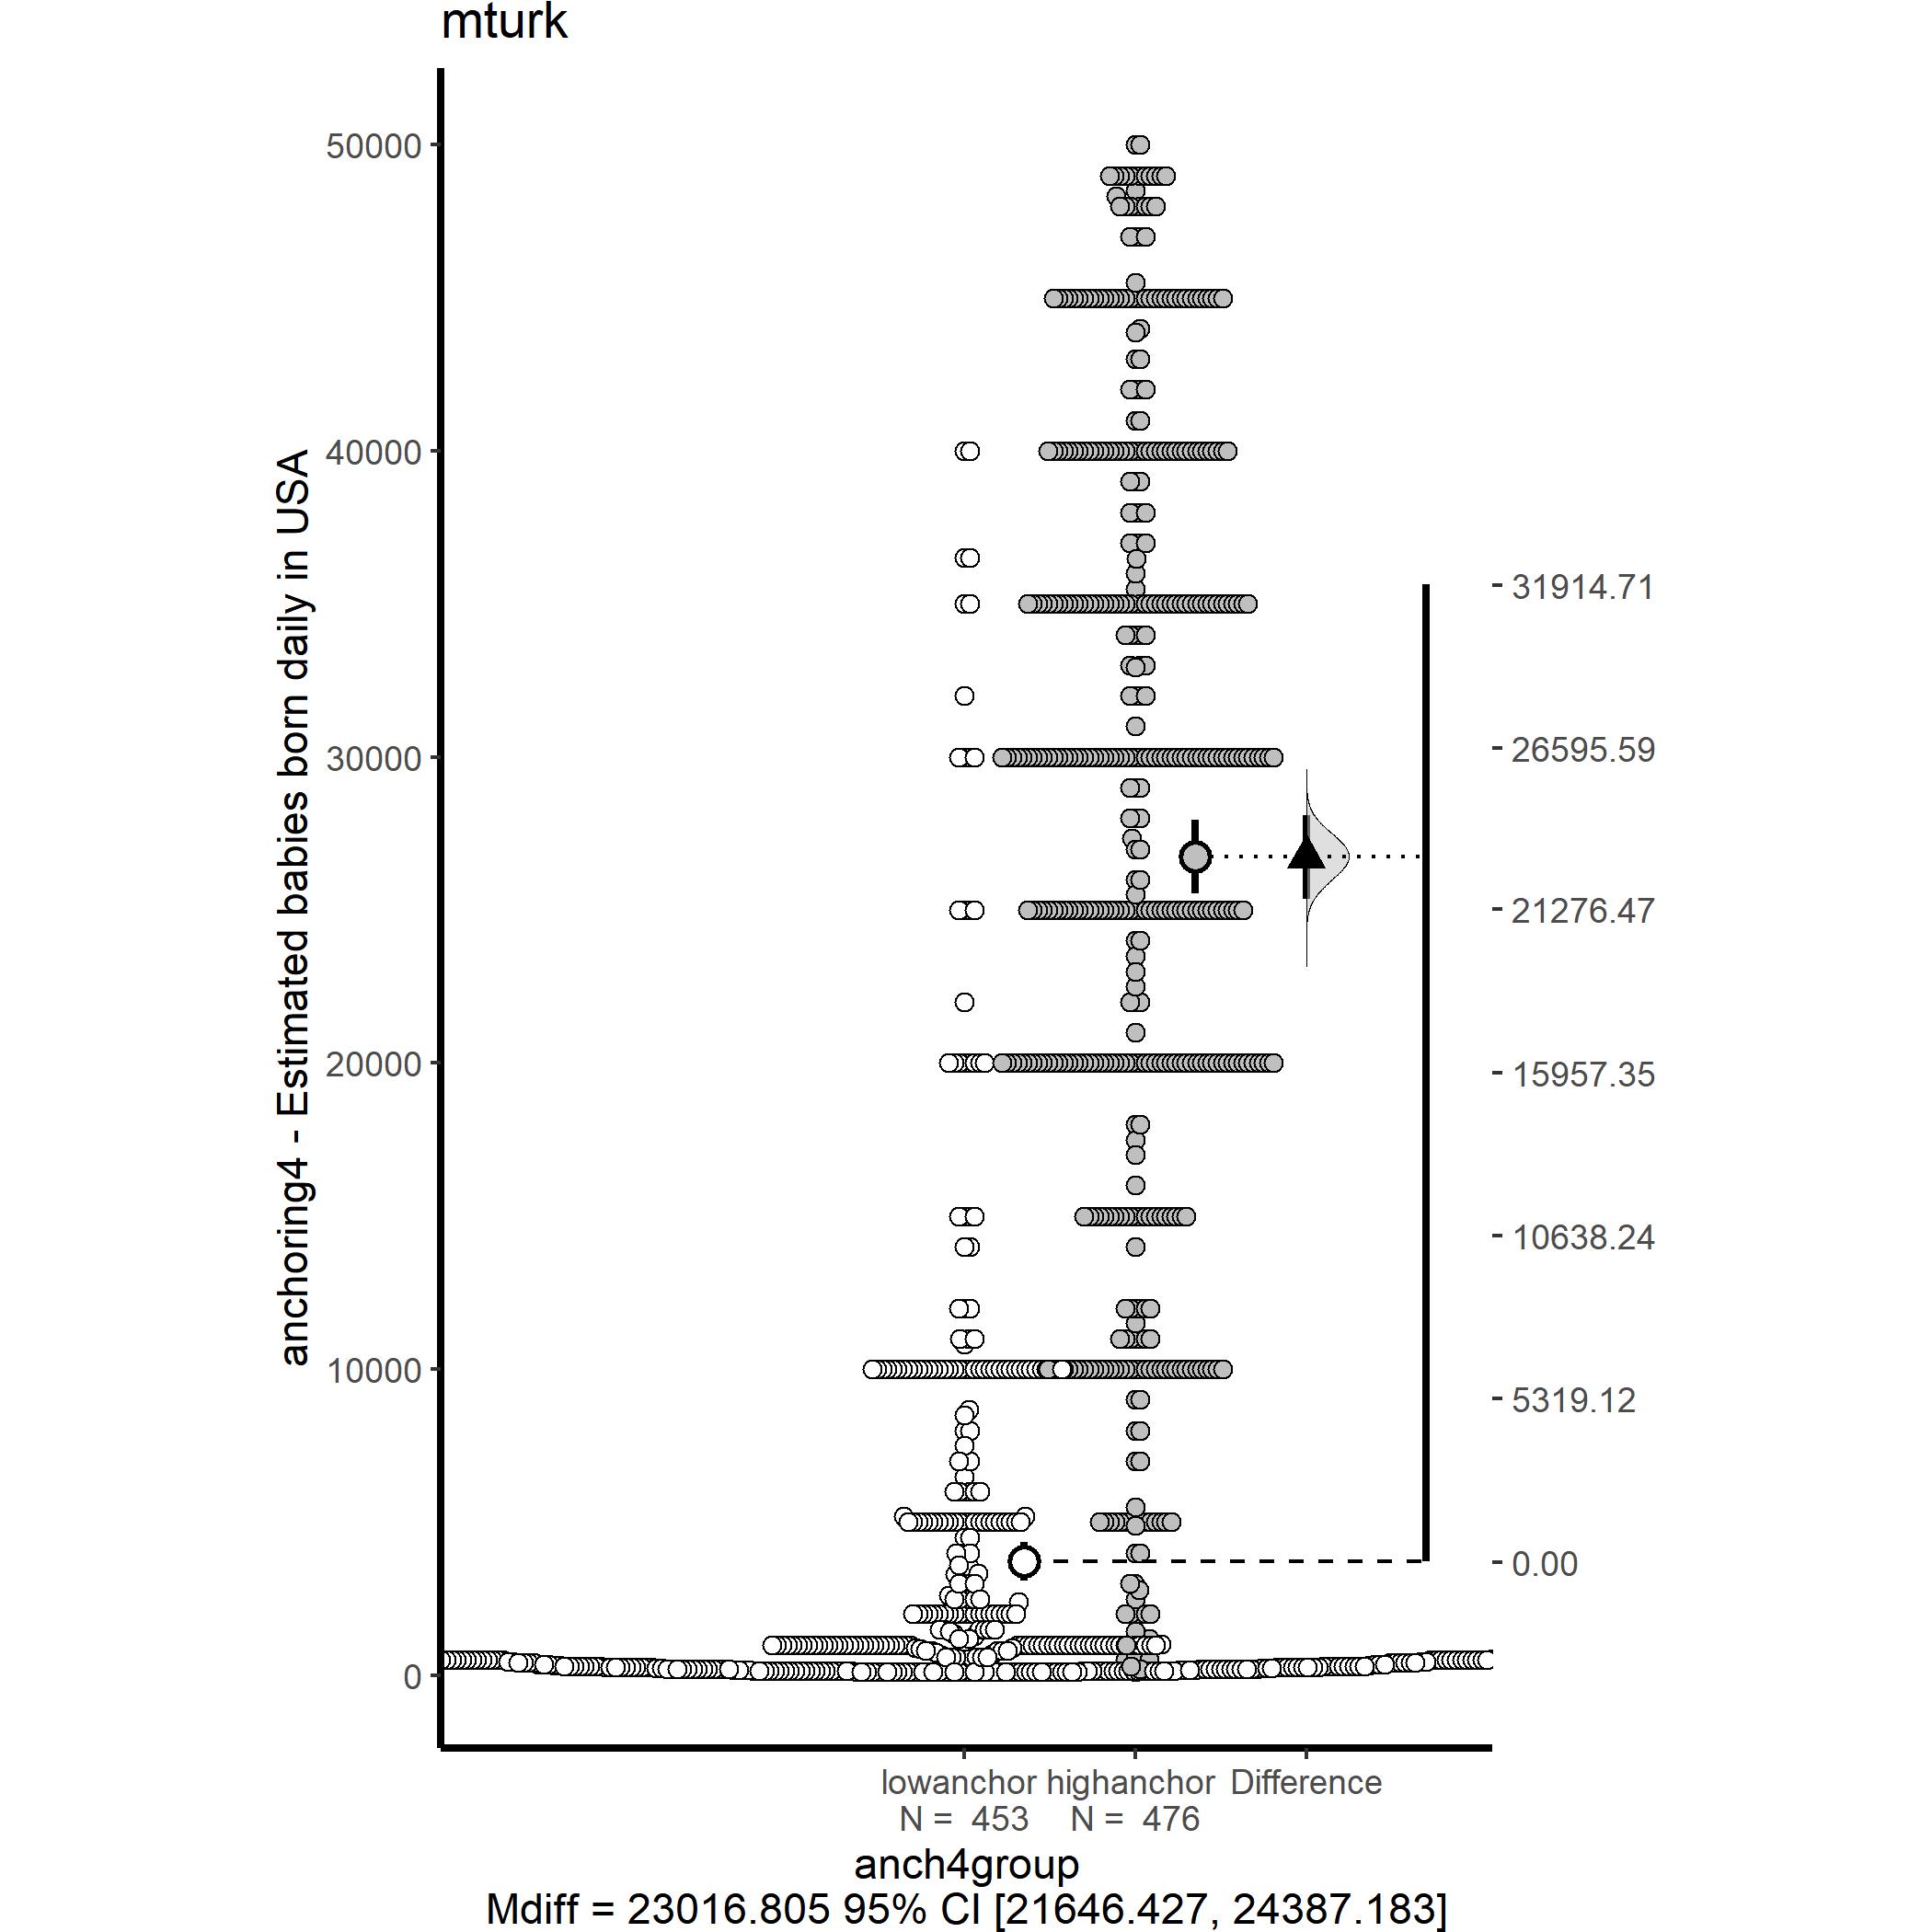 mturk
anchoring4 - Estimated babies born daily in USA
50000
40000
30000
20000
10000
0
31914.71
26595.59
21276.47
15957.35
10638.24
5319.12
0.00
lowanchor highanchor Difference
N = 453 N = 476
anch4group
Mdiff = 23016.805 95% CI [21646.427, 24387.183]